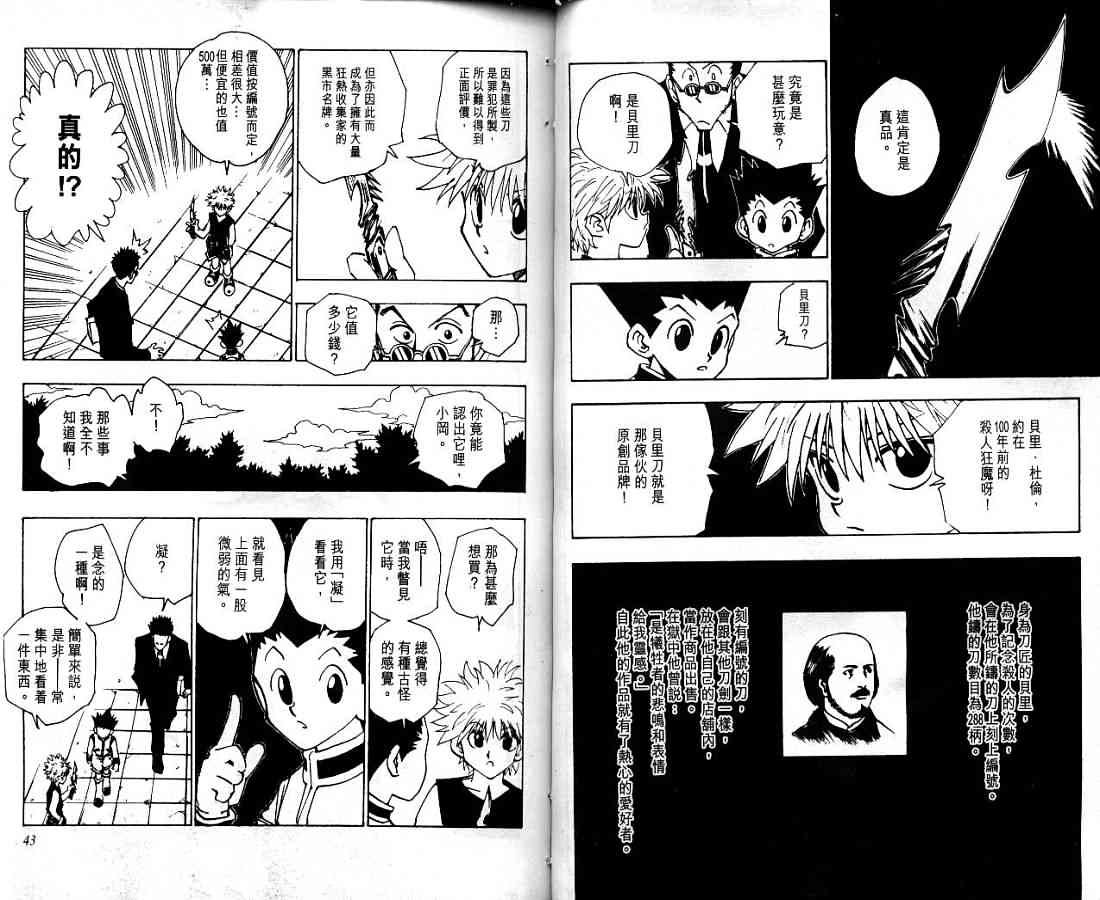 這肯定是
真品。
究竟是
甚麼玩意？
是貝里刀
啊！
貝里刀？
貝里・杜倫，
約在
100年前的
殺人狂魔呀！
貝里刀就是
那傢伙的
原創品牌！
身為刀匠的貝里，
為了記念殺人的次數，
會在他所鑄的刀上刻上編號。
他鑄的刀數目為288柄。
刻有編號的刀，
會跟其他刀劍一樣，
放在他自己的店舖內，
當作商品出售。
在獄中他曾說：
「是犧牲者的悲鳴和表情
給我靈感。」
自此他的作品就有了熱心的愛好者。
因為這些刀
是罪犯所製，
所以難以得到
正面評價，
但亦因此而
成為了擁有大量
狂熱收集家的
黑市名牌。
那…
它值
多少錢？
價值按編號而定，
相差很大…
但便宜的也值
500萬…
真的!?
你竟能
認出它哩，
小岡。
不！
那些事
我全不
知道啊！
那為甚麼
想買？
唔——
當我瞥見
它時，
總覺得
有種古怪
的感覺。
我用「凝」
看看它，
就看見
上面有一股
微弱的氣。
凝？
是念的
一種啊！
簡單來說，
是非——常
集中地看着
一件東西。
43